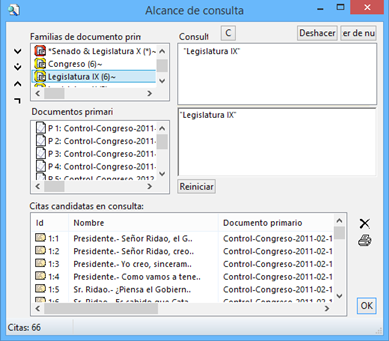 Alcance de consulta
Familias de documento prin
*Senado & Legislatura X (*)~
Congreso (6)~
Legislatura IX (6)~
Consult
C
Deshacer
er de nu
"Legislatura IX"
Documentos primari
P 1: Control-Congreso-2011-
P 2: Control-Congreso-2011-
P 3: Control-Congreso-2011-
P 4: Control-Congreso-2011-
P 5: Control-Congreso-2012
"Legislatura IX"
Reiniciar
Citas candidatas en consulta:
Id Nombre Documento primario
1:1 Presidente.- Señor Ridao, el G.. Control-Congreso-2011-02-1
1:2 Presidente.- Señor Ridao, creo... Control-Congreso-2011-02-1
1:3 Presidente.- Yo creo, sinceram.. Control-Congreso-2011-02-1
1:4 Presidente.- Como vamos a tene... Control-Congreso-2011-02-1
1:5 Sr. Ridao.- ¿Piensa el Gobiern.. Control-Congreso-2011-02-1
1:6 Sr. Ridao.- Es sabido que Cata Control-Congreso-2011-02-1
OK
Citas: 66